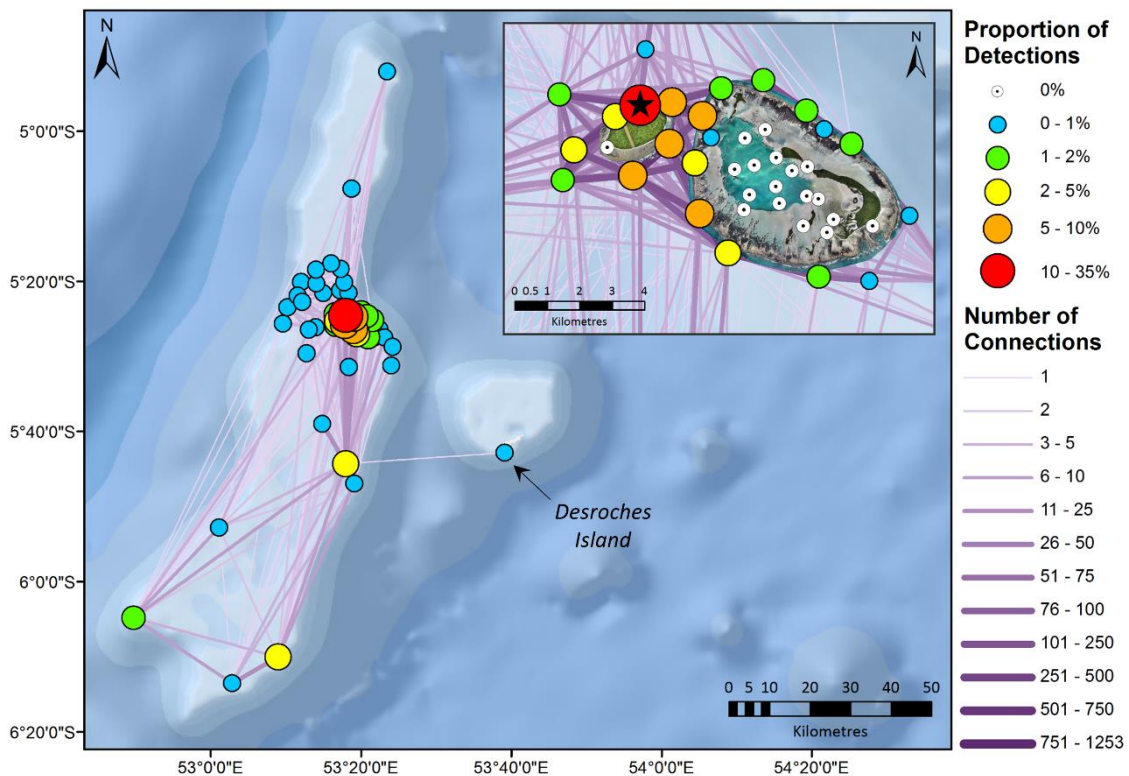 N
5°0'0"S
5°20'0"S
5°40'0"S
6°0'0"S
6°20'0"S
53°0'0"E
53°20'0"E
53°40'0"E
54°0'0"E
54°20'0"E
Desroches
Island
0 5 10 20 30 40 50
Kilometres
N
0 0.5 1 2 3 4
Kilometres
Proportion of
Detections
0%
0 - 1%
1 - 2%
2 - 5%
5 - 10%
10 - 35%
Number of
Connections
1
2
3 - 5
6 - 10
11 - 25
26 - 50
51 - 75
76 - 100
101 - 250
251 - 500
501 - 750
751 - 1253